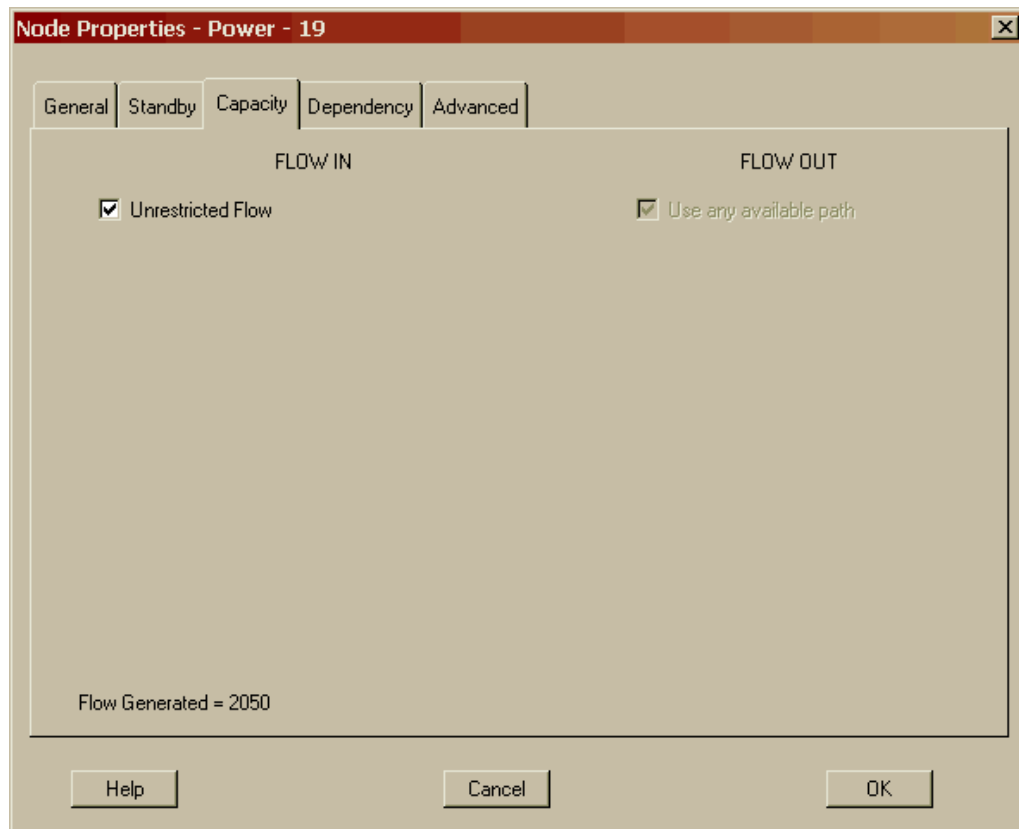 Node Properties - Power - 19
General Standby Capacity Dependency Advanced
FLOW IN FLOW OUT
Unrestricted Flow Use any available path
Flow Generated = 2050
Help Cancel OK